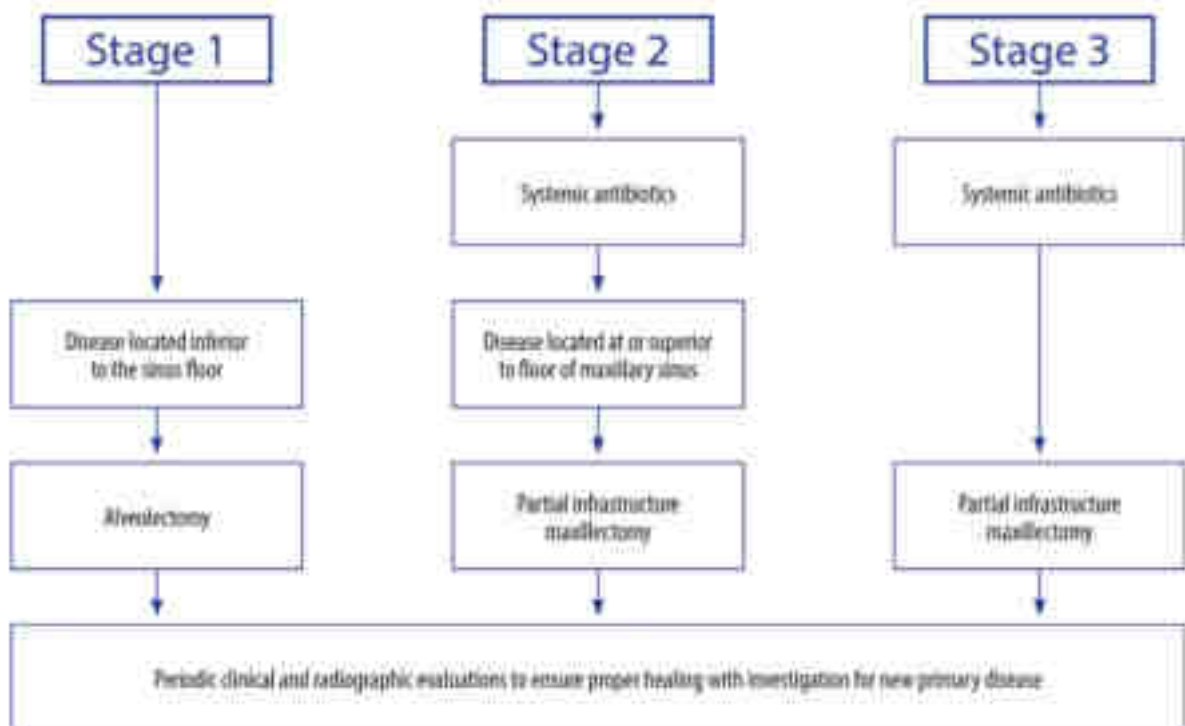 Stage 1
Stage 2
Stage 3
Systemic antibiotics
Systemic antibiotics
Disease located inferior
to the sinus floor
Disease located at or superior
to floor of maxillary sinus
Alveolectomy
Partial infrastructure
maxillectomy
Partial infrastructure
maxillectomy
Periodic clinical and radiographic evaluations to ensure proper healing with investigation for new primary disease